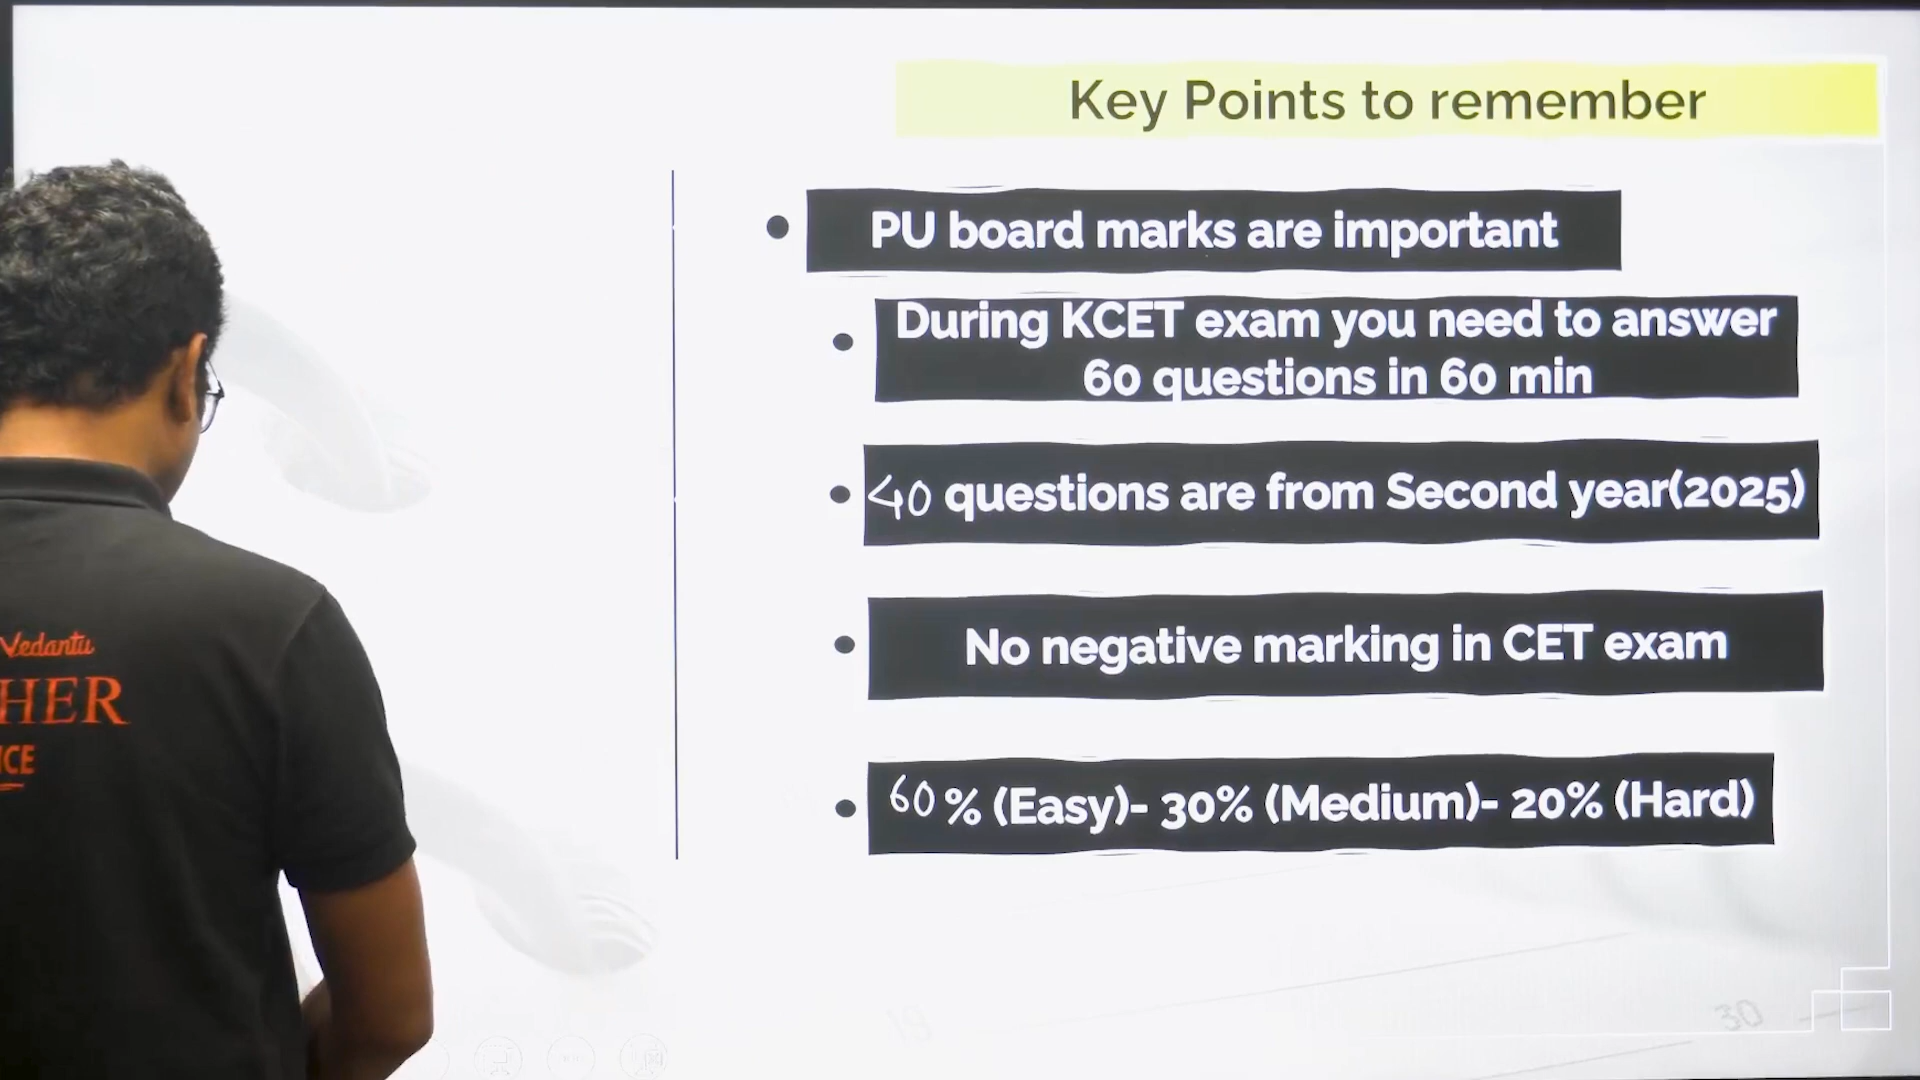 Key Points to remember
PU board marks are important
During KCET exam you need to answer
60 questions in 60 min
40 questions are from Second year(2025)
No negative marking in CET exam
60% (Easy)- 30% (Medium)- 20% (Hard)
Vedantu
HER
ICE
30